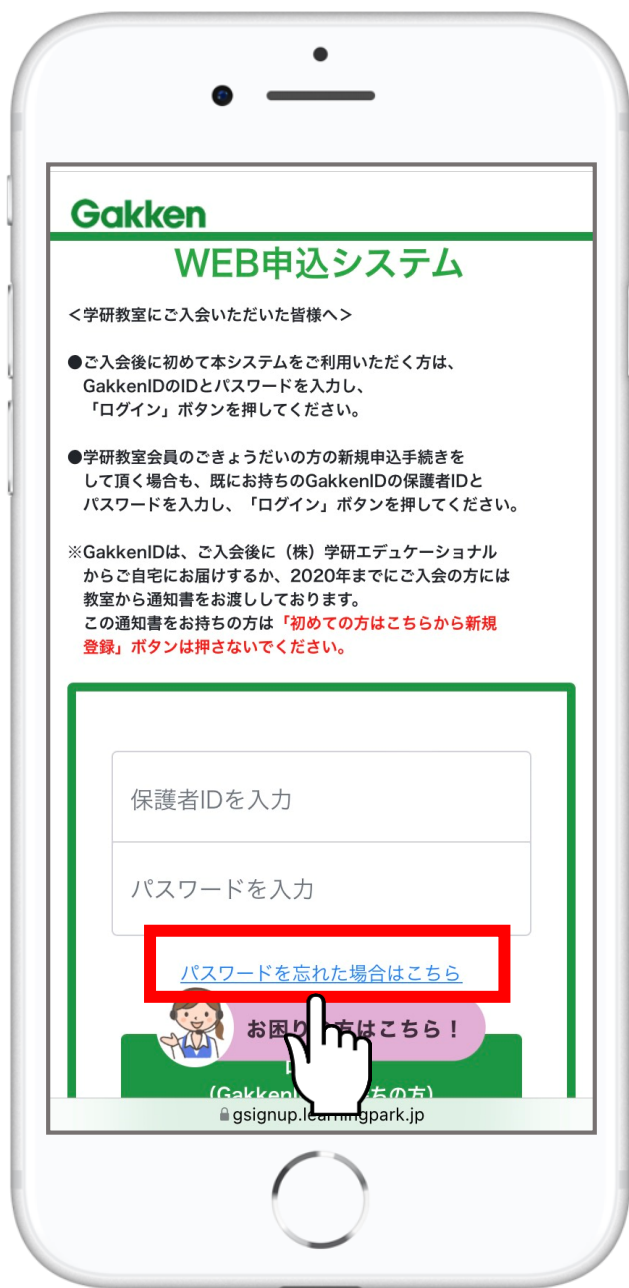 Gakken
WEB申込システム
＜学研教室にご入会いただいた皆様へ＞
●ご入会後に初めて本システムをご利用いただく方は、
GakkenIDのIDとパスワードを入力し、
「ログイン」ボタンを押してください。
●学研教室会員のごきょうだいの方の新規申込手続きを
して頂く場合も、既にお持ちのGakkenIDの保護者IDと
パスワードを入力し、「ログイン」ボタンを押してください。
※GakkenIDは、ご入会後に（株）学研エデュケーショナル
からご自宅にお届けするか、2020年までにご入会の方には
教室から通知書をお渡ししております。
この通知書をお持ちの方は「初めての方はこちらから新規
登録」ボタンは押さないでください。
保護者IDを入力
パスワードを入力
パスワードを忘れた場合はこちら
お困りの方はこちら！
(Gakken ちの方)
gsignup.learningpark.jp